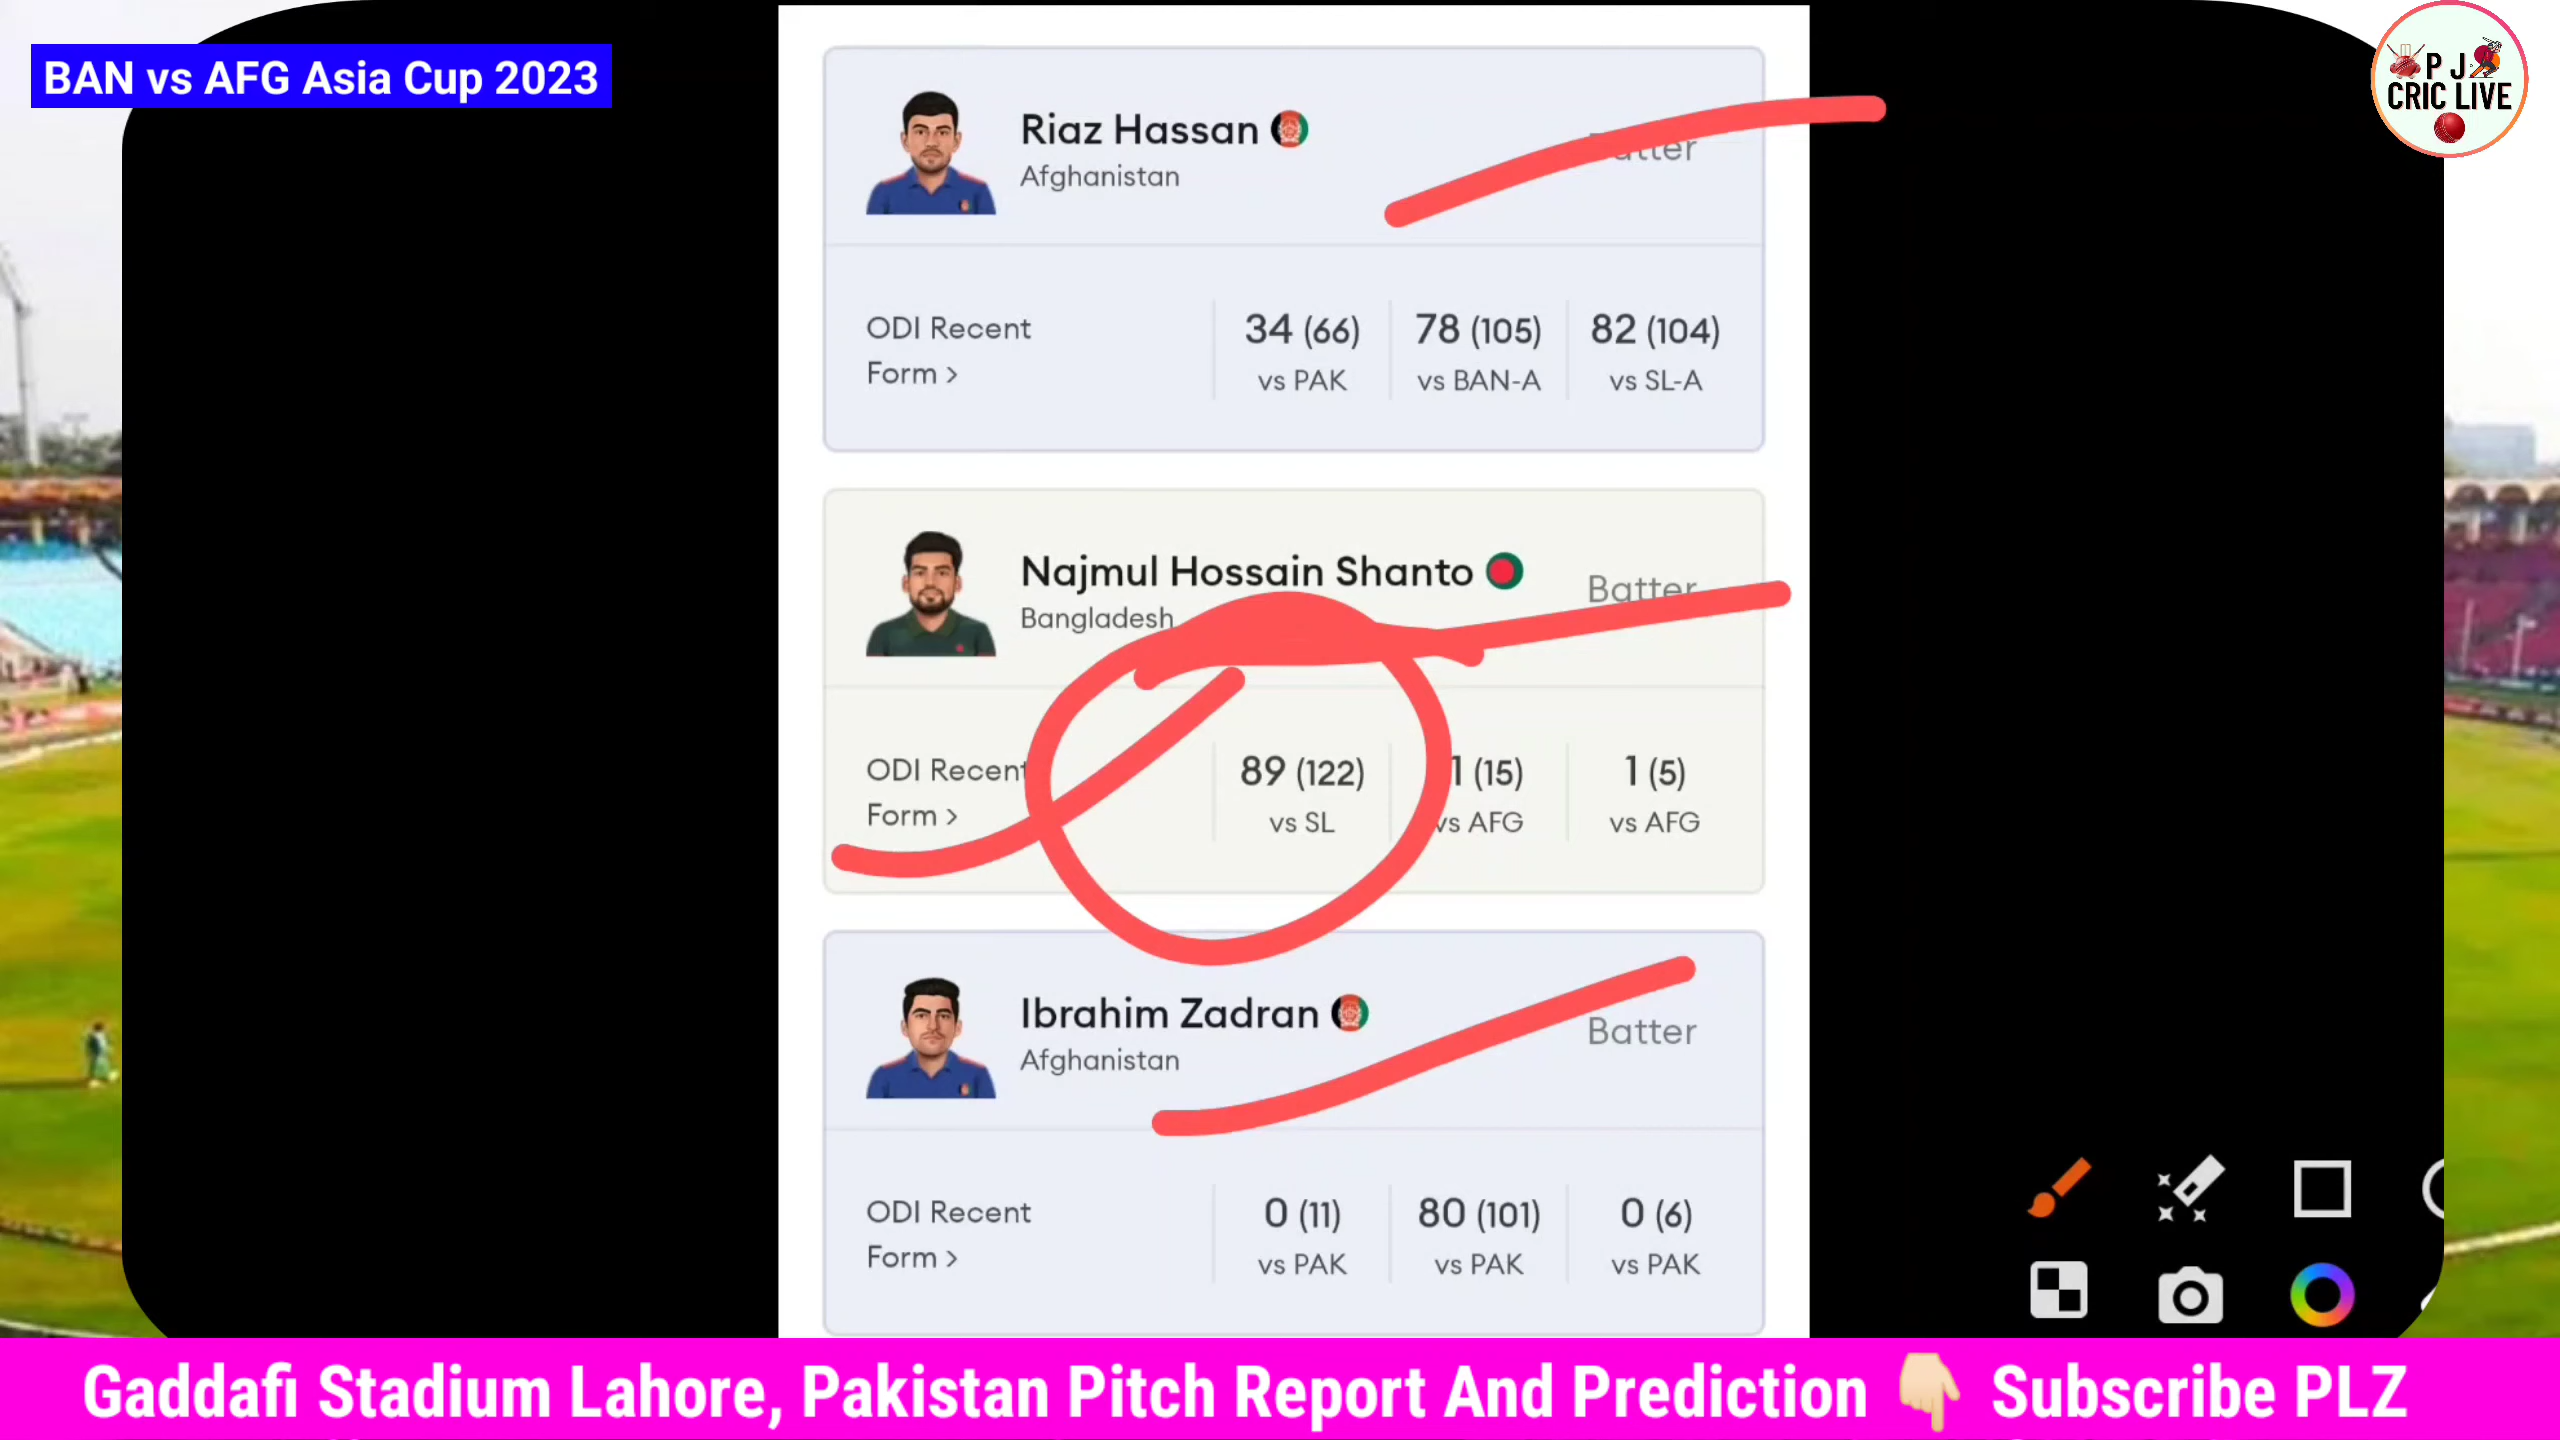 BAN vs AFG Asia Cup 2023
P J
CRIC LIVE
Riaz Hassan
Afghanistan
ODI Recent
Form >
34 (66)
vs PAK
78 (105)
vs BAN-A
82 (104)
vs SL-A
Najmul Hossain Shanto
Bangladesh
Batter
ODI Recent
Form >
89 (122)
vs SL
1 (15)
vs AFG
1 (5)
vs AFG
Ibrahim Zadran
Afghanistan
Batter
ODI Recent
Form >
0 (11)
vs PAK
80 (101)
vs PAK
0 (6)
vs PAK
Gaddafi Stadium Lahore, Pakistan Pitch Report And Prediction 👇🏻 Subscribe PLZ